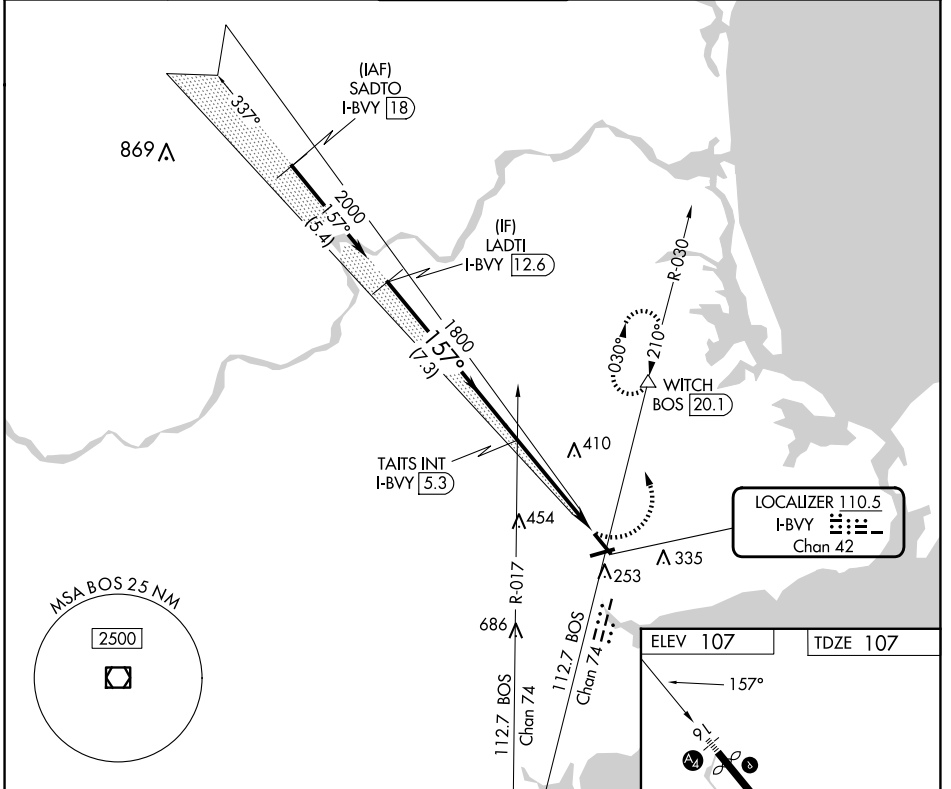 (IAF)
SADTO
I-BVY 18
337°
869
2000
157°
(5.4)
(IF)
LADTI
I-BVY 12.6
R-030
1800
157°
(7.3)
030°
210°
WITCH
BOS 20.1
410
TAITS INT
I-BVY 5.3
LOCALIZER 110.5
I-BVY
Chan 42
454
335
253
R-017
MSA BOS 25 NM
2500
686
112.7 BOS
Chan 74
112.7 BOS
Chan 74
ELEV 107
TDZE 107
157°
16
A4
P